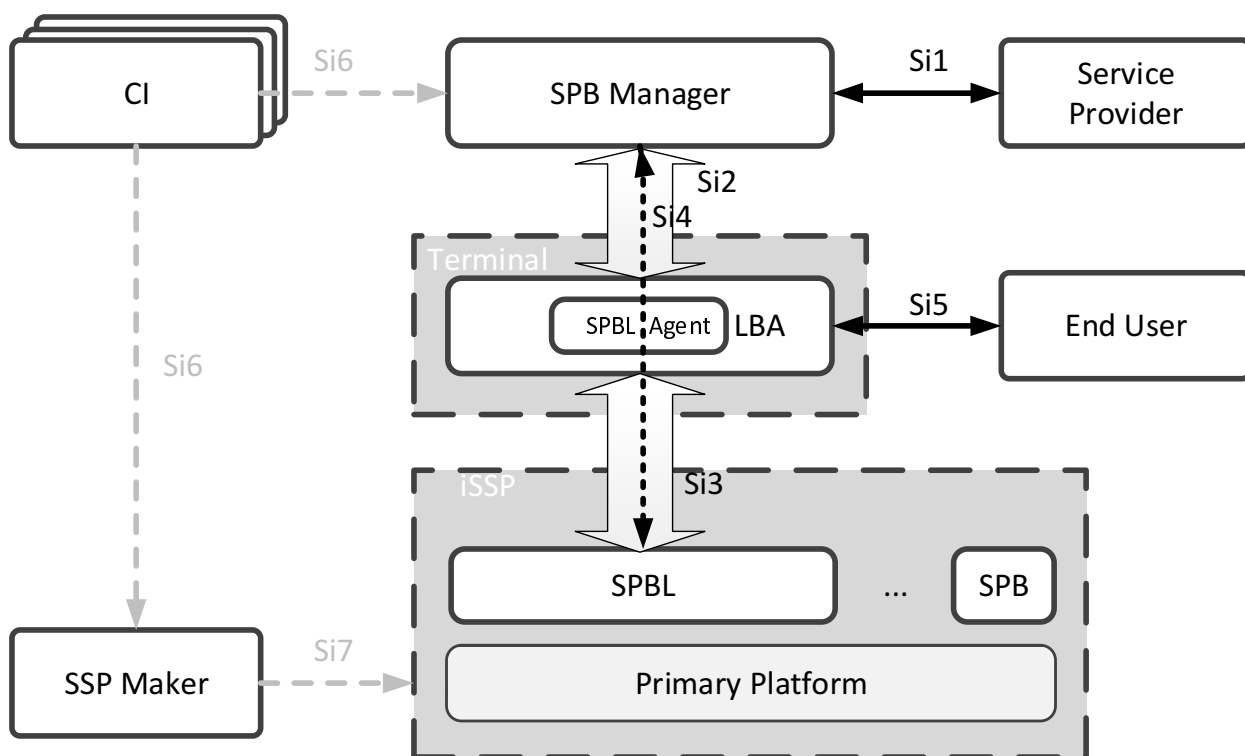 CI
Si6
SPB Manager
Si1
Service
Provider
Si2
Si4
Terminal
SPBL Agent
LBA
Si5
End User
Si6
iSSP
Si3
SPBL
...
SPB
SSP Maker
Si7
Primary Platform